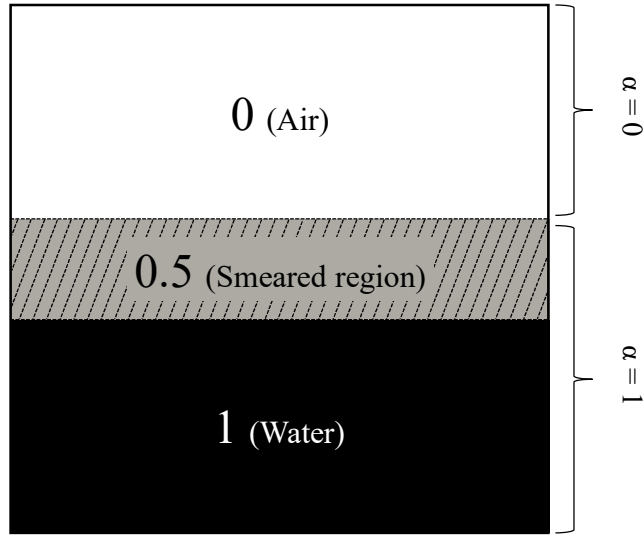 0 (Air)
α = 0
0.5 (Smeared region)
α = 1
1 (Water)